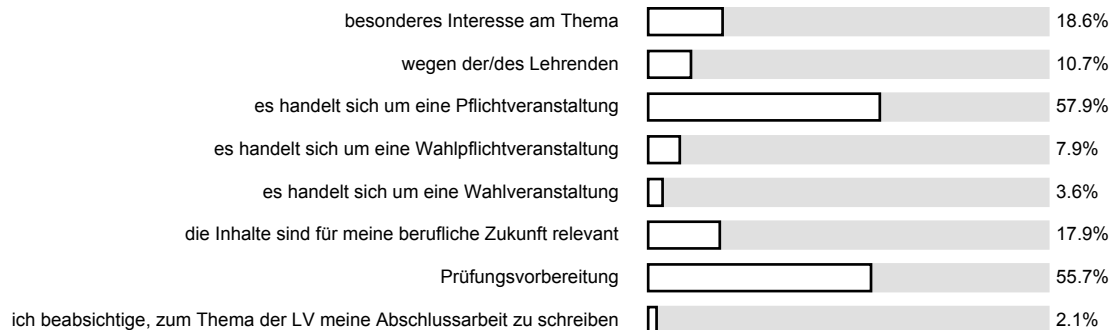 besonderes Interesse am Thema 18.6%
wegen der/des Lehrenden 10.7%
es handelt sich um eine Pflichtveranstaltung 57.9%
es handelt sich um eine Wahlpflichtveranstaltung 7.9%
es handelt sich um eine Wahlveranstaltung 3.6%
die Inhalte sind für meine berufliche Zukunft relevant 17.9%
Prüfungsvorbereitung 55.7%
ich beabsichtige, zum Thema der LV meine Abschlussarbeit zu schreiben 2.1%